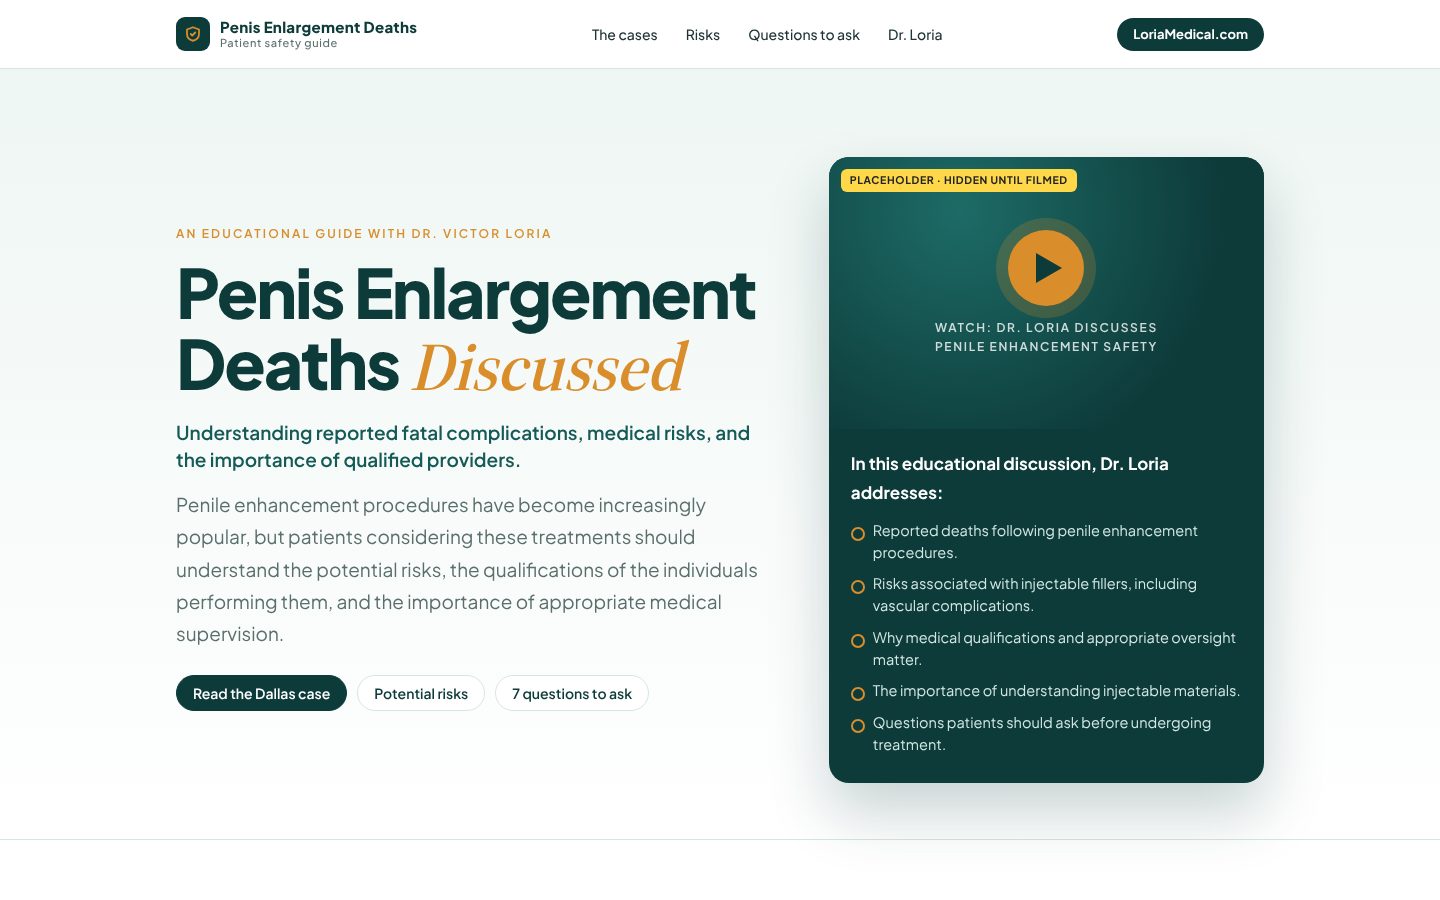 Penis Enlargement Deaths
Patient safety guide
The cases
Risks
Questions to ask
Dr. Loria
LoriaMedical.com
AN EDUCATIONAL GUIDE WITH DR. VICTOR LORIA
Penis Enlargement
Deaths Discussed
Understanding reported fatal complications, medical risks, and
the importance of qualified providers.
Penile enhancement procedures have become increasingly
popular, but patients considering these treatments should
understand the potential risks, the qualifications of the individuals
performing them, and the importance of appropriate medical
supervision.
Read the Dallas case
Potential risks
7 questions to ask
PLACEHOLDER · HIDDEN UNTIL FILMED
WATCH: DR. LORIA DISCUSSES
PENILE ENHANCEMENT SAFETY
In this educational discussion, Dr. Loria
addresses:
Reported deaths following penile enhancement
procedures.
Risks associated with injectable fillers, including
vascular complications.
Why medical qualifications and appropriate oversight
matter.
The importance of understanding injectable materials.
Questions patients should ask before undergoing
treatment.